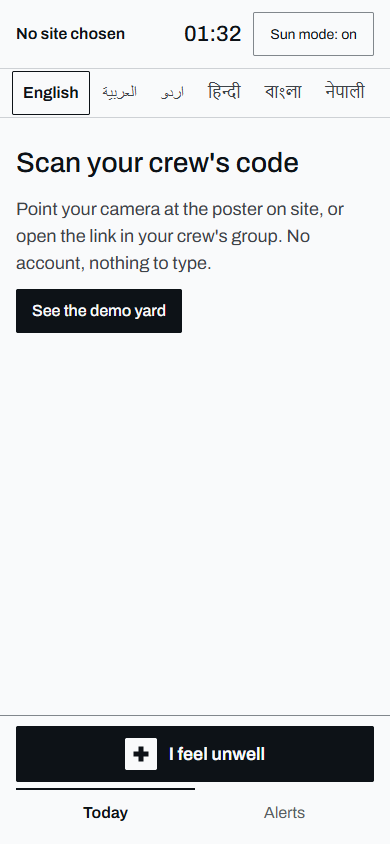 No site chosen 01:32 Sun mode: on
English العربية اردو हिन्दी বাংলা नेपाली
Scan your crew's code
Point your camera at the poster on site, or
open the link in your crew's group. No
account, nothing to type.
See the demo yard
I feel unwell
Today Alerts